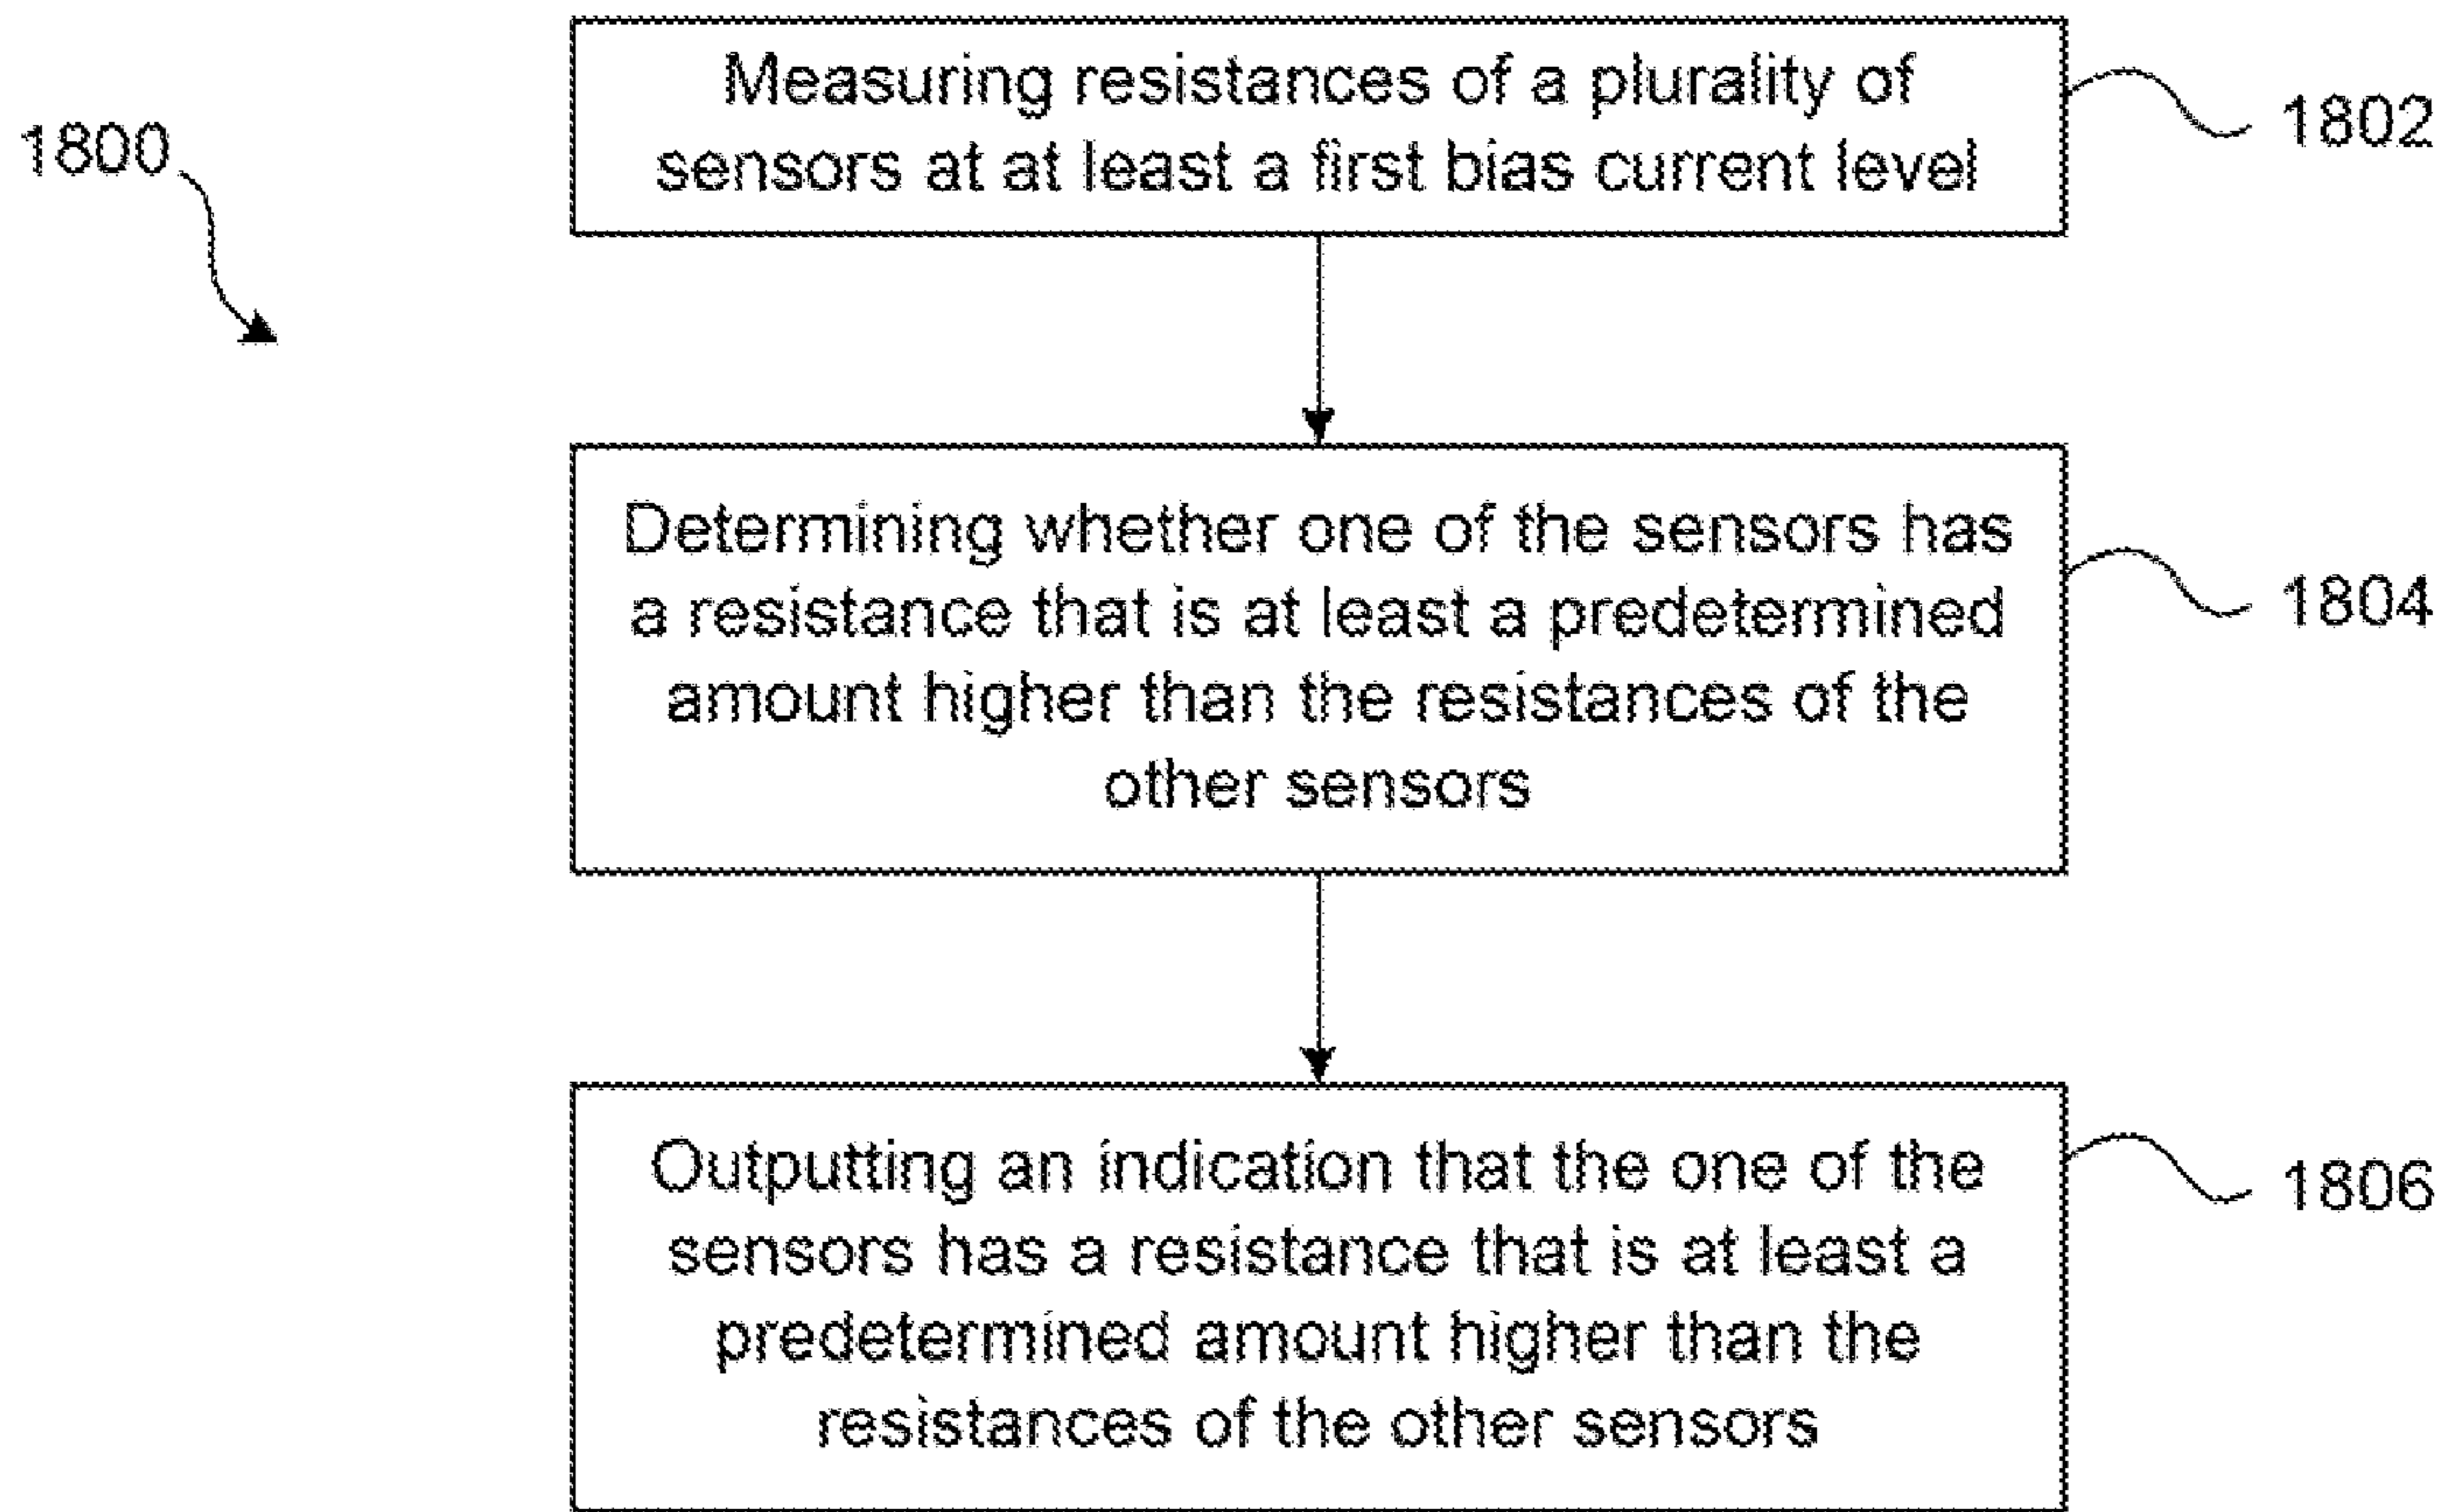 1800
Measuring resistances of a plurality of
sensors at at least a first bias current level
1802
Determining whether one of the sensors has
a resistance that is at least a predetermined
amount higher than the resistances of the
other sensors
1804
Outputting an indication that the one of the
sensors has a resistance that is at least a
predetermined amount higher than the
resistances of the other sensors
1806